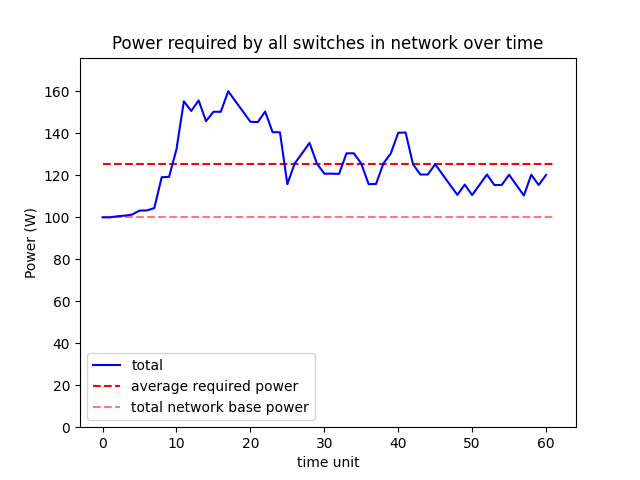 Power required by all switches in network over time
160
140
120
100
80
60
40
20
0
Power (W)
total
average required power
total network base power
0 10 20 30 40 50 60
time unit